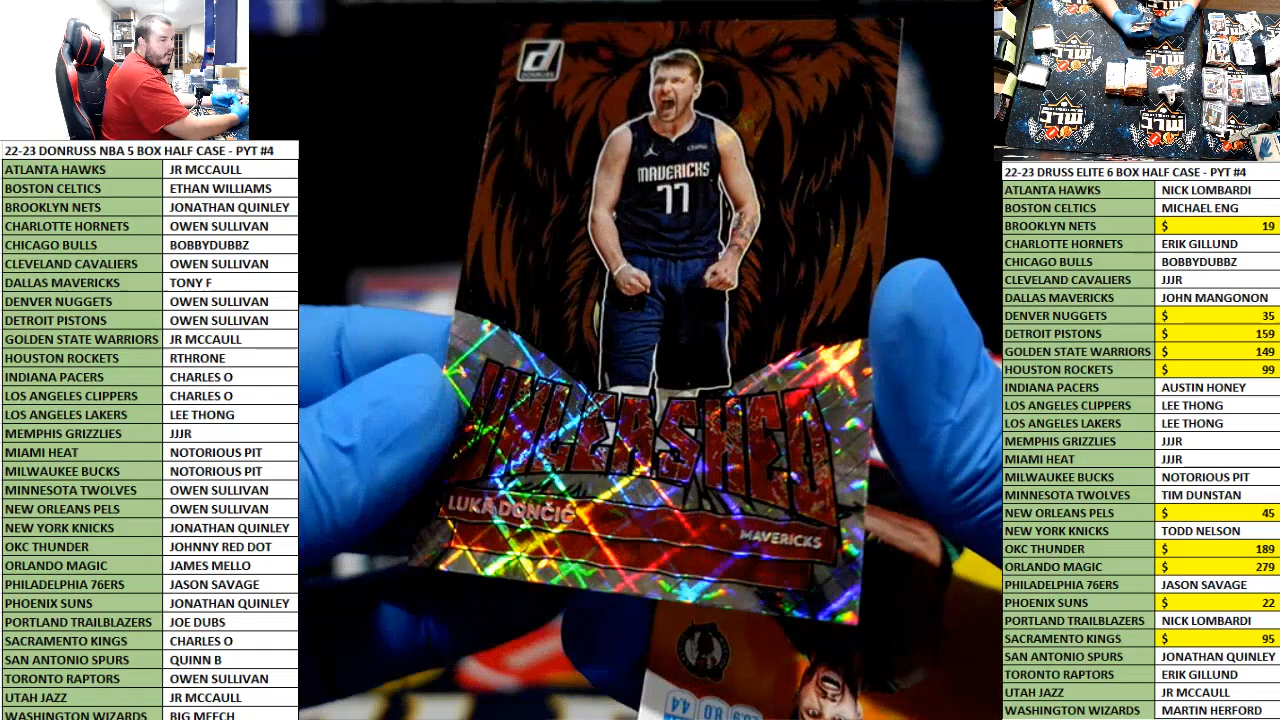 22-23 DONRUSS NBA 5 BOX HALF CASE - PYT #4
ATLANTA HAWKS JR MCCAULL
BOSTON CELTICS ETHAN WILLIAMS
BROOKLYN NETS JONATHAN QUINLEY
CHARLOTTE HORNETS OWEN SULLIVAN
CHICAGO BULLS BOBBYDUBBZ
CLEVELAND CAVALIERS OWEN SULLIVAN
DALLAS MAVERICKS TONY F
DENVER NUGGETS OWEN SULLIVAN
DETROIT PISTONS OWEN SULLIVAN
GOLDEN STATE WARRIORS JR MCCAULL
HOUSTON ROCKETS RTHRONE
INDIANA PACERS CHARLES O
LOS ANGELES CLIPPERS CHARLES O
LOS ANGELES LAKERS LEE THONG
MEMPHIS GRIZZLIES JJJR
MIAMI HEAT NOTORIOUS PIT
MILWAUKEE BUCKS NOTORIOUS PIT
MINNESOTA TWOLVES OWEN SULLIVAN
NEW ORLEANS PELS OWEN SULLIVAN
NEW YORK KNICKS JONATHAN QUINLEY
OKC THUNDER JOHNNY RED DOT
ORLANDO MAGIC JAMES MELLO
PHILADELPHIA 76ERS JASON SAVAGE
PHOENIX SUNS JONATHAN QUINLEY
PORTLAND TRAILBLAZERS JOE DUBS
SACRAMENTO KINGS CHARLES O
SAN ANTONIO SPURS QUINN B
TORONTO RAPTORS OWEN SULLIVAN
UTAH JAZZ JR MCCAULL
WASHINGTON WIZARDS BIG MEECH
d
DONRUSS
MAVERICKS
77
UNLEASHED
LUKA DONČIĆ
MAVERICKS
22-23 DRUSS ELITE 6 BOX HALF CASE - PYT #4
ATLANTA HAWKS NICK LOMBARDI
BOSTON CELTICS MICHAEL ENG
BROOKLYN NETS $ 19
CHARLOTTE HORNETS ERIK GILLUND
CHICAGO BULLS BOBBYDUBBZ
CLEVELAND CAVALIERS JJJR
DALLAS MAVERICKS JOHN MANGONON
DENVER NUGGETS $ 35
DETROIT PISTONS $ 159
GOLDEN STATE WARRIORS $ 149
HOUSTON ROCKETS $ 99
INDIANA PACERS AUSTIN HONEY
LOS ANGELES CLIPPERS LEE THONG
LOS ANGELES LAKERS LEE THONG
MEMPHIS GRIZZLIES JJJR
MIAMI HEAT JJJR
MILWAUKEE BUCKS NOTORIOUS PIT
MINNESOTA TWOLVES TIM DUNSTAN
NEW ORLEANS PELS $ 45
NEW YORK KNICKS TODD NELSON
OKC THUNDER $ 189
ORLANDO MAGIC $ 279
PHILADELPHIA 76ERS JASON SAVAGE
PHOENIX SUNS $ 22
PORTLAND TRAILBLAZERS NICK LOMBARDI
SACRAMENTO KINGS $ 95
SAN ANTONIO SPURS JONATHAN QUINLEY
TORONTO RAPTORS ERIK GILLUND
UTAH JAZZ JR MCCAULL
WASHINGTON WIZARDS MARTIN HERFORD